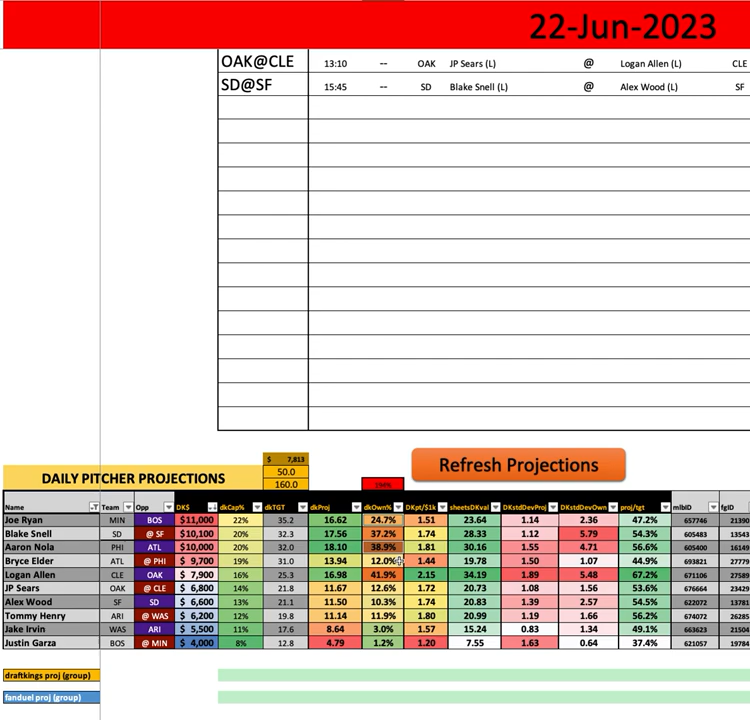 22-Jun-2023
OAK@CLE 13:10 -- OAK JP Sears (L) @ Logan Allen (L) CLE
SD@SF 15:45 -- SD Blake Snell (L) @ Alex Wood (L) SF
$ 7,813
Refresh Projections
DAILY PITCHER PROJECTIONS 50.0
160.0
Name Team Opp DK$ dkCap% dkTGT dkProj dkOwn% DKpt/$1k sheetsDKval DKstdDevProj DKstdDevOwn proj/tgt mlbID fgID
Joe Ryan MIN BOS $11,000 22% 35.2 16.62 24.7% 1.51 23.64 1.14 2.36 47.2% 657746 21390
Blake Snell SD @ SF $10,100 20% 32.3 17.56 37.2% 1.74 28.33 1.12 5.79 54.3% 605483 13543
Aaron Nola PHI ATL $10,000 20% 32.0 18.10 38.9% 1.81 30.16 1.55 4.71 56.6% 605400 16149
Bryce Elder ATL @ PHI $ 9,700 19% 31.0 13.94 12.0% 1.44 19.78 1.50 1.07 44.9% 693821 27779
Logan Allen CLE OAK $ 7,900 16% 25.3 16.98 41.9% 2.15 34.19 1.89 5.48 67.2% 671106 27589
JP Sears OAK @ CLE $ 6,800 14% 21.8 11.67 12.6% 1.72 20.73 1.08 1.56 53.6% 676664 23429
Alex Wood SF SD $ 6,600 13% 21.1 11.50 10.3% 1.74 20.83 1.39 2.57 54.5% 622072 13781
Tommy Henry ARI @ WAS $ 6,200 12% 19.8 11.14 11.9% 1.80 20.99 1.19 1.66 56.2% 674072 26285
Jake Irvin WAS ARI $ 5,500 11% 17.6 8.64 3.0% 1.57 15.24 0.83 1.34 49.1% 663623 21504
Justin Garza BOS @ MIN $ 4,000 8% 12.8 4.79 1.2% 1.20 7.55 1.63 0.64 37.4% 621057 19784
draftkings proj (group)
fanduel proj (group)